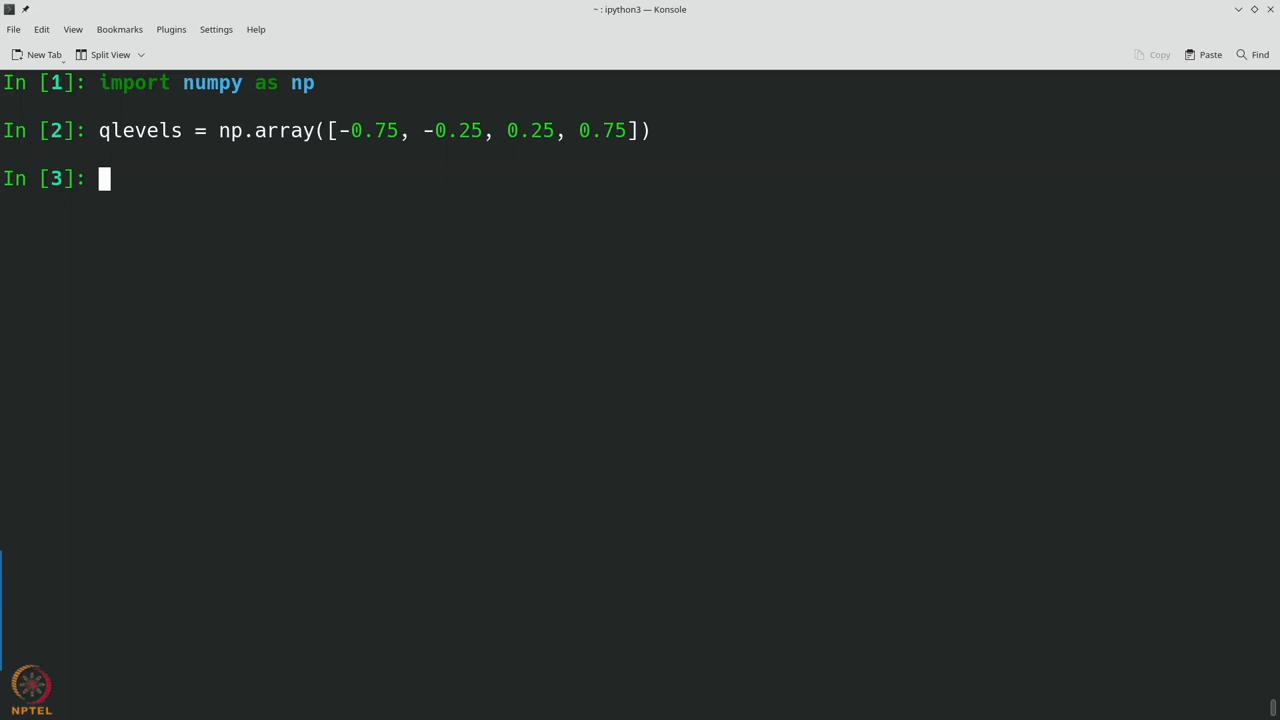 ~ : ipython3 — Konsole
File Edit View Bookmarks Plugins Settings Help
New Tab Split View Copy Paste Find
In [1]: import numpy as np
In [2]: qlevels = np.array([-0.75, -0.25, 0.25, 0.75])
In [3]:
NPTEL